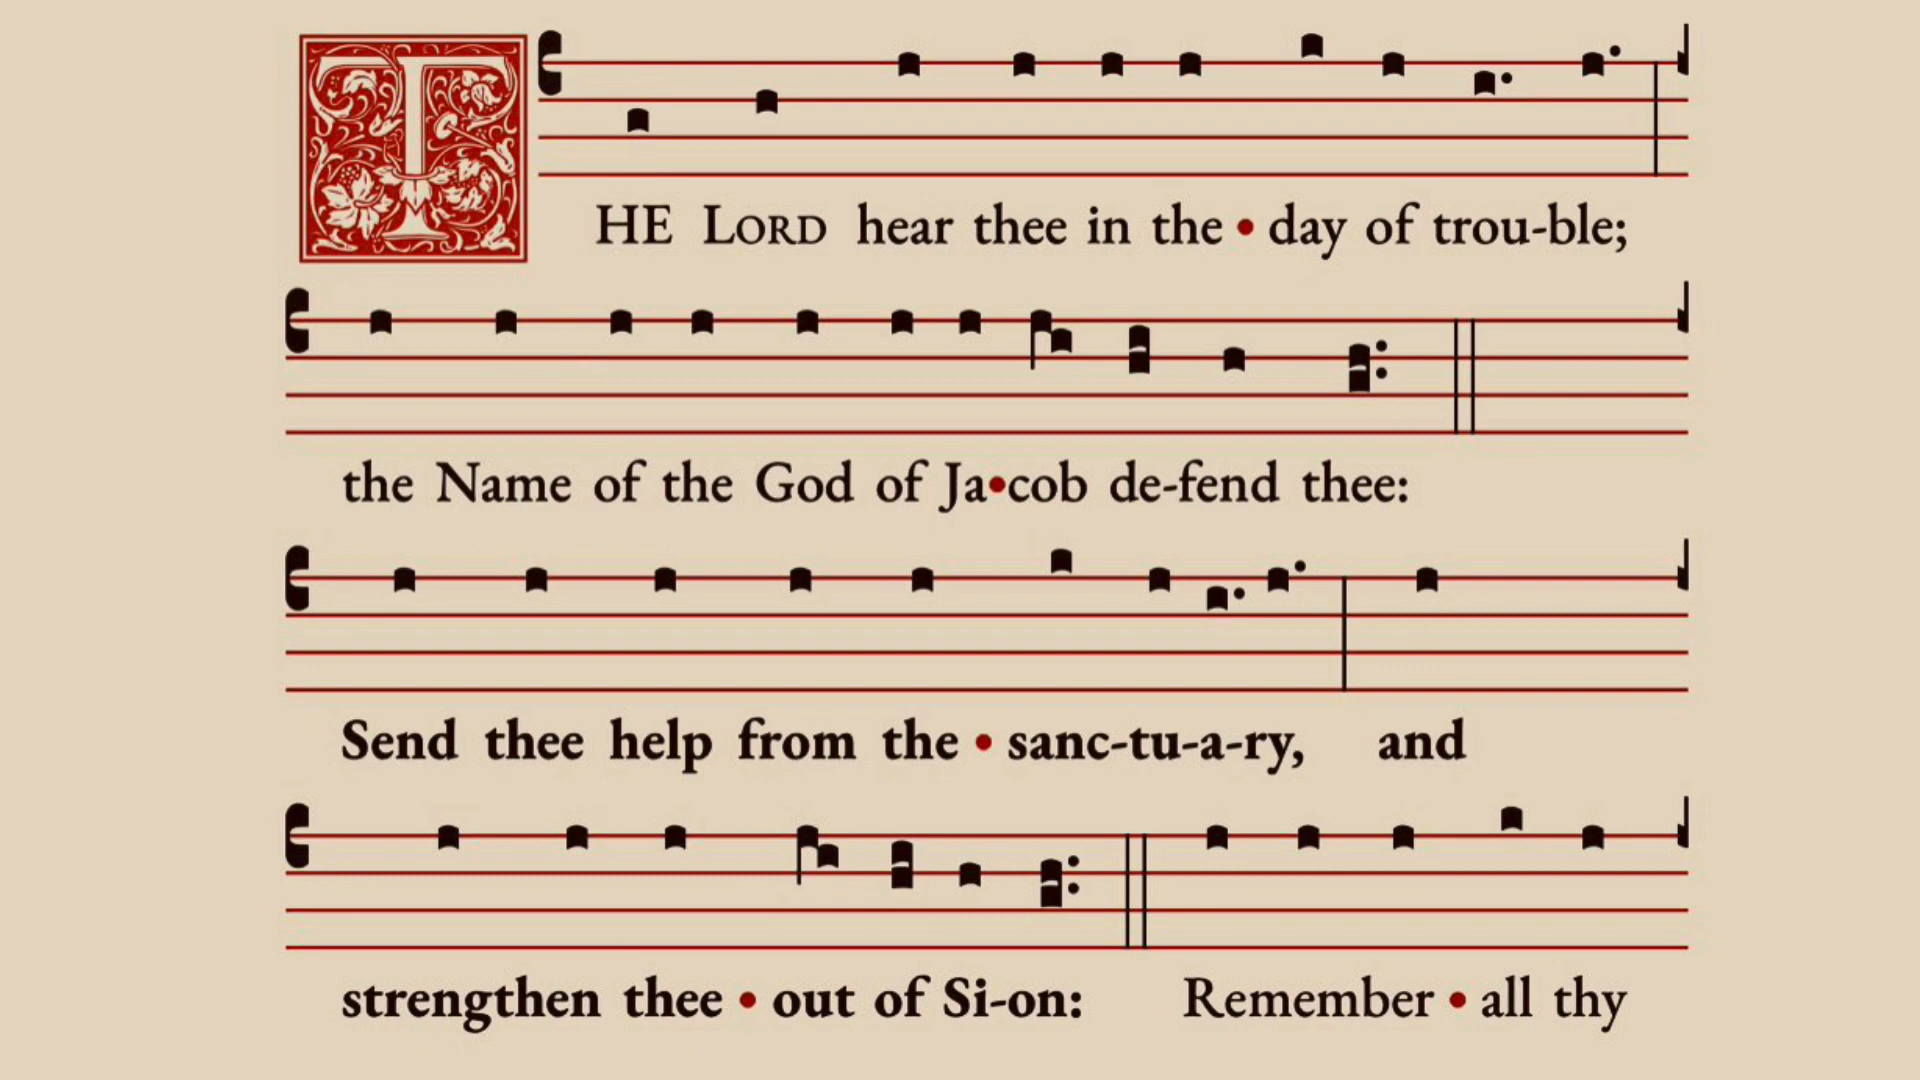 THE LORD hear thee in the • day of trou-ble;
the Name of the God of Ja•cob de-fend thee:
Send thee help from the • sanc-tu-a-ry, and
strengthen thee • out of Si-on: Remember • all thy